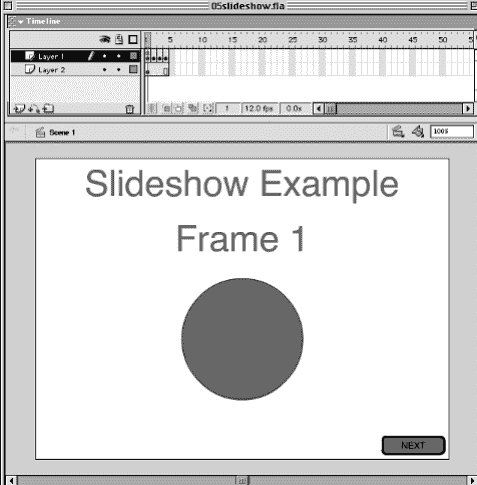 05slideshow.fla
Timeline
5 10 15 20 25 30 35 40 45 50
Layer 1
Layer 2
1 12.0 fps 0.0s
Scene 1
100%
Slideshow Example
Frame 1
NEXT